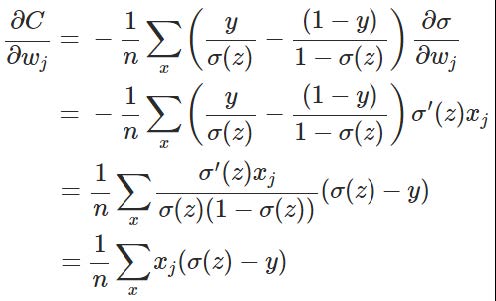 ∂C/∂w_j = − 1/n ∑_x ( y/σ(z) − (1 − y)/(1 − σ(z)) ) ∂σ/∂w_j
= − 1/n ∑_x ( y/σ(z) − (1 − y)/(1 − σ(z)) ) σ′(z)x_j
= 1/n ∑_x σ′(z)x_j/(σ(z)(1 − σ(z))) (σ(z) − y)
= 1/n ∑_x x_j(σ(z) − y)